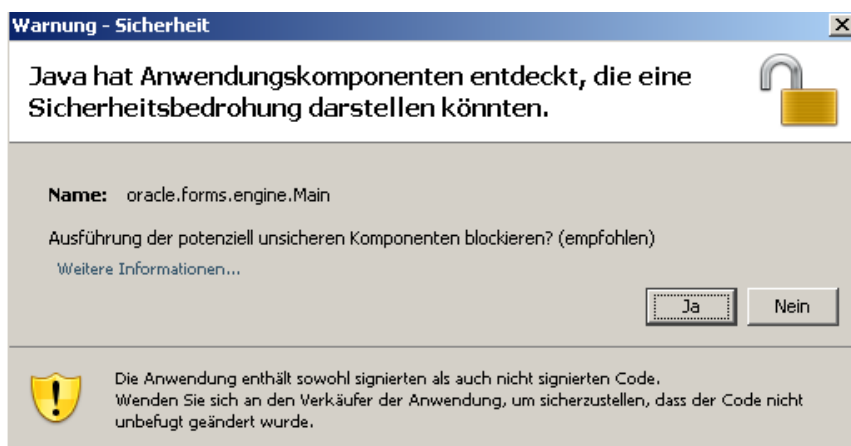 Warnung - Sicherheit
Java hat Anwendungskomponenten entdeckt, die eine
Sicherheitsbedrohung darstellen könnten.
Name: oracle.forms.engine.Main
Ausführung der potenziell unsicheren Komponenten blockieren? (empfohlen)
Weitere Informationen...
Ja Nein
Die Anwendung enthält sowohl signierten als auch nicht signierten Code.
Wenden Sie sich an den Verkäufer der Anwendung, um sicherzustellen, dass der Code nicht
unbefugt geändert wurde.